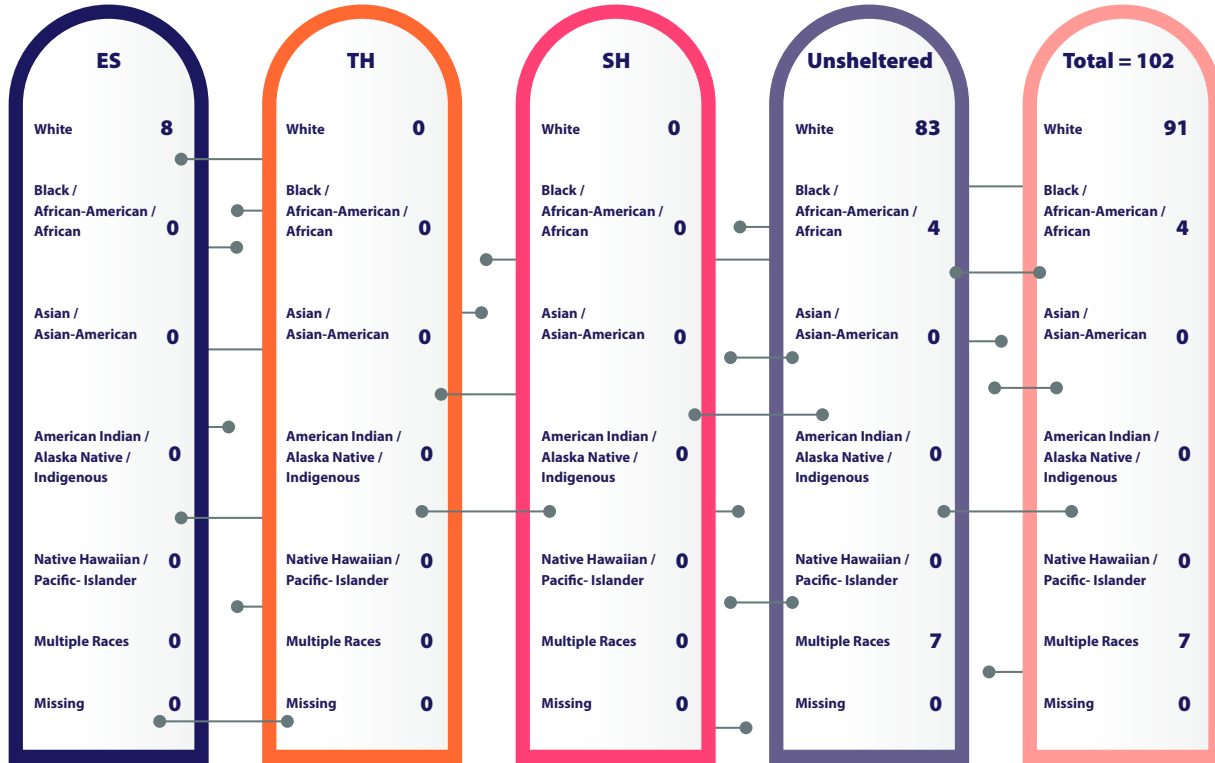 ES
White 8
Black /
African-American /
African 0
Asian /
Asian-American 0
American Indian /
Alaska Native / 0
Indigenous
Native Hawaiian / 0
Pacific- Islander
Multiple Races 0
Missing 0
TH
White 0
Black /
African-American /
African 0
Asian /
Asian-American 0
American Indian /
Alaska Native / 0
Indigenous
Native Hawaiian / 0
Pacific- Islander
Multiple Races 0
Missing 0
SH
White 0
Black /
African-American /
African 0
Asian /
Asian-American 0
American Indian /
Alaska Native / 0
Indigenous
Native Hawaiian / 0
Pacific- Islander
Multiple Races 0
Missing 0
Unsheltered
White 83
Black /
African-American /
African 4
Asian /
Asian-American 0
American Indian /
Alaska Native / 0
Indigenous
Native Hawaiian / 0
Pacific- Islander
Multiple Races 7
Missing 0
Total = 102
White 91
Black /
African-American /
African 4
Asian /
Asian-American 0
American Indian /
Alaska Native / 0
Indigenous
Native Hawaiian / 0
Pacific- Islander
Multiple Races 7
Missing 0